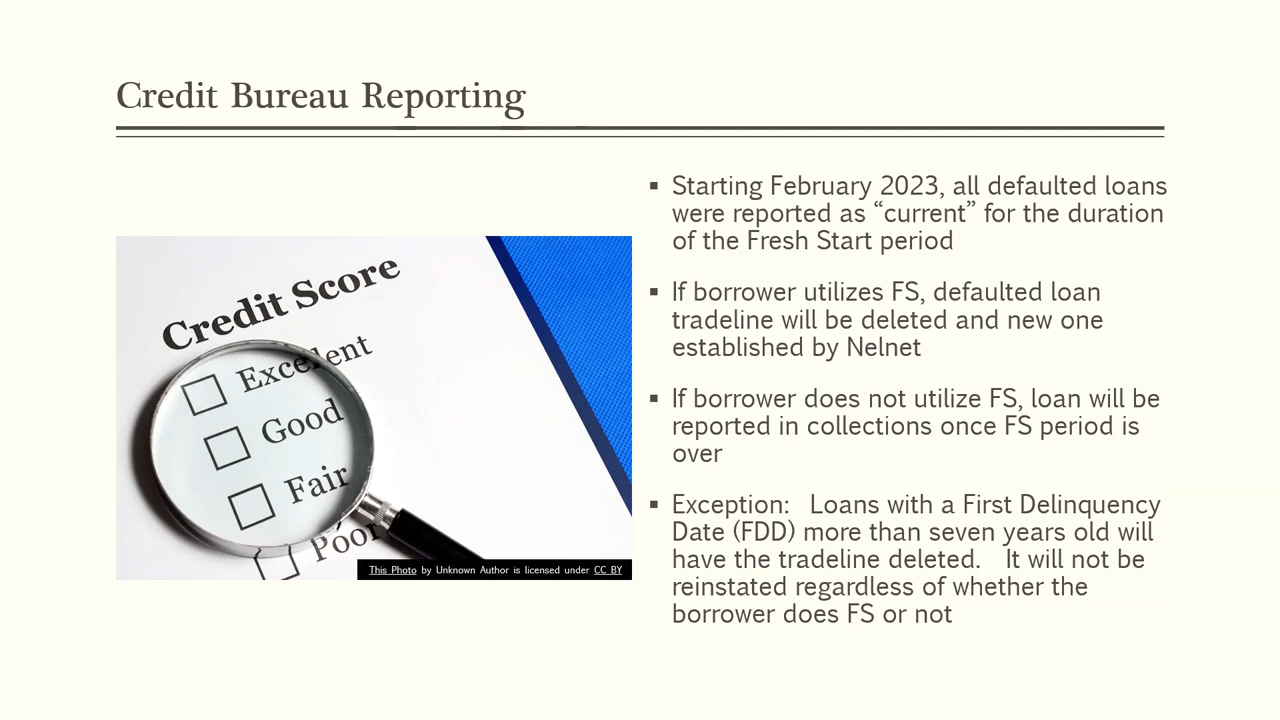 Credit Bureau Reporting
Credit Score
Excellent
Good
Fair
Poor
This Photo by Unknown Author is licensed under CC BY
▪ Starting February 2023, all defaulted loans
were reported as “current” for the duration
of the Fresh Start period
▪ If borrower utilizes FS, defaulted loan
tradeline will be deleted and new one
established by Nelnet
▪ If borrower does not utilize FS, loan will be
reported in collections once FS period is
over
▪ Exception:   Loans with a First Delinquency
Date (FDD) more than seven years old will
have the tradeline deleted.   It will not be
reinstated regardless of whether the
borrower does FS or not